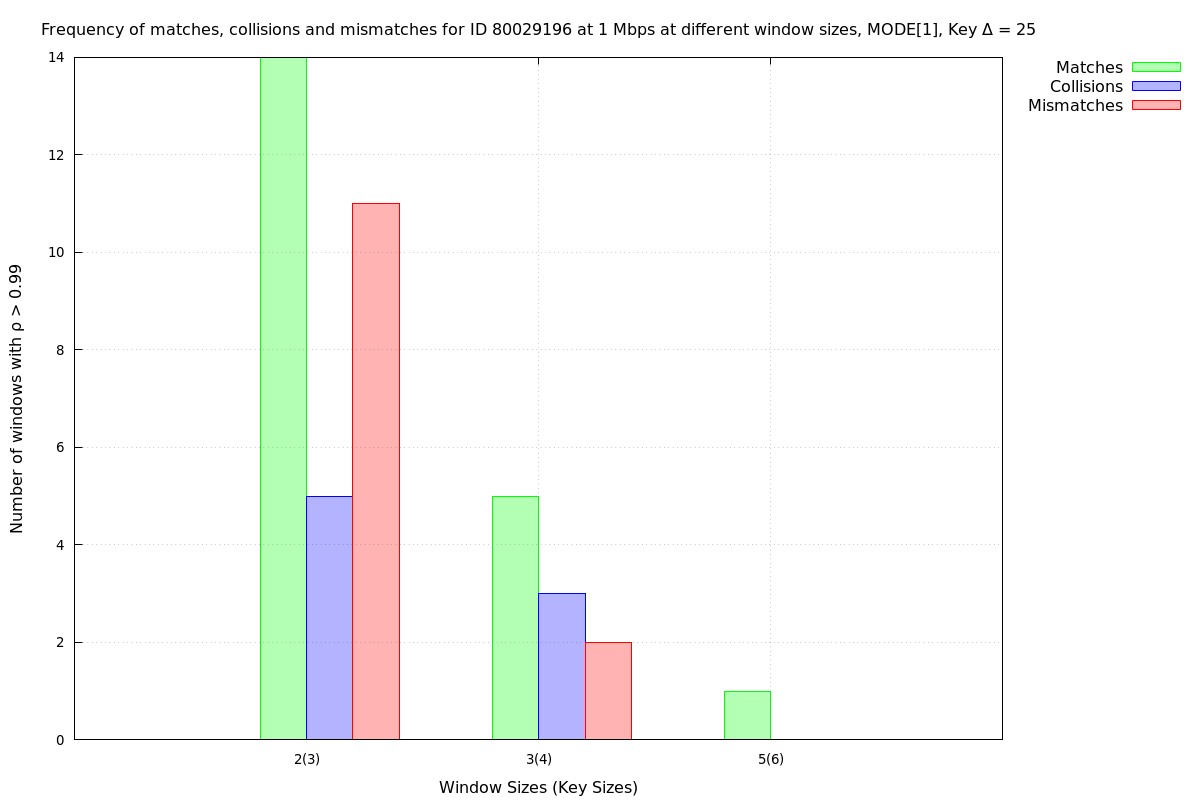 Frequency of matches, collisions and mismatches for ID 80029196 at 1 Mbps at different window sizes, MODE[1], Key Δ = 25
Matches
Collisions
Mismatches
Number of windows with ρ > 0.99
14
12
10
8
6
4
2
0
2(3)
3(4)
5(6)
Window Sizes (Key Sizes)